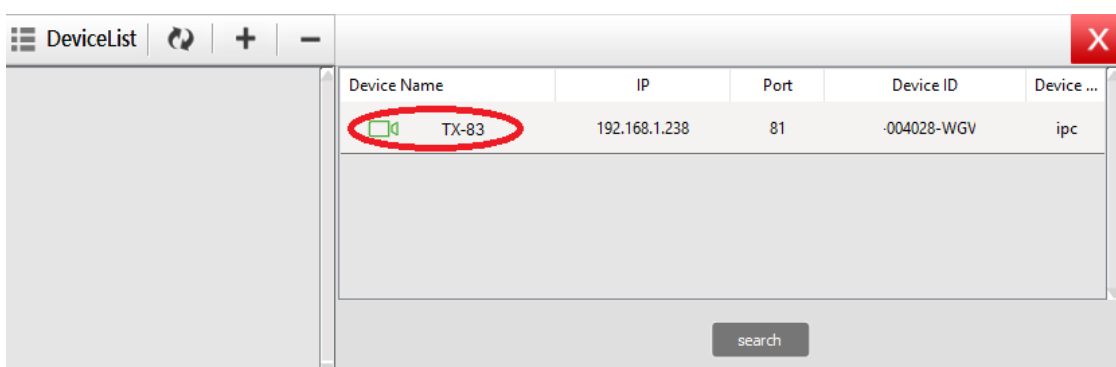 DeviceList + − X
Device Name IP Port Device ID Device ...
TX-83 192.168.1.238 81 -004028-WGV ipc
search